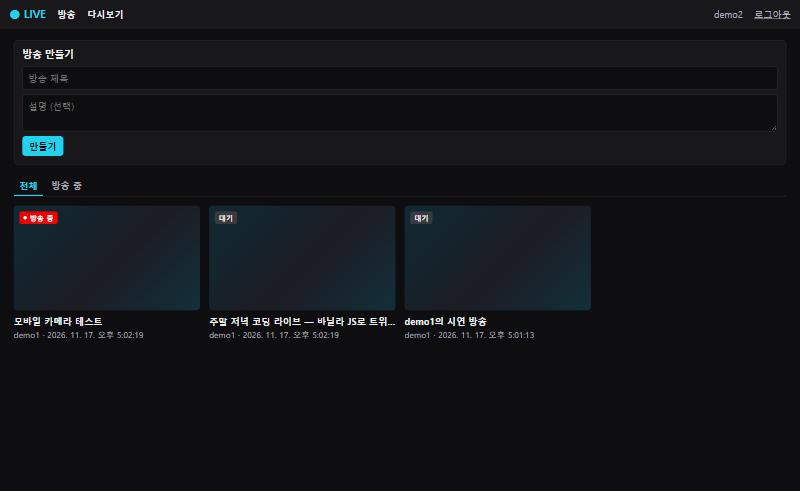 LIVE 방송 다시보기 demo2 로그아웃
방송 만들기
방송 제목
설명 (선택)
만들기
전체 방송 중
방송 중 대기 대기
모바일 카메라 테스트 주말 저녁 코딩 라이브 — 바닐라 JS로 트위... demo1의 시연 방송
demo1 · 2026. 11. 17. 오후 5:02:19 demo1 · 2026. 11. 17. 오후 5:02:19 demo1 · 2026. 11. 17. 오후 5:01:13